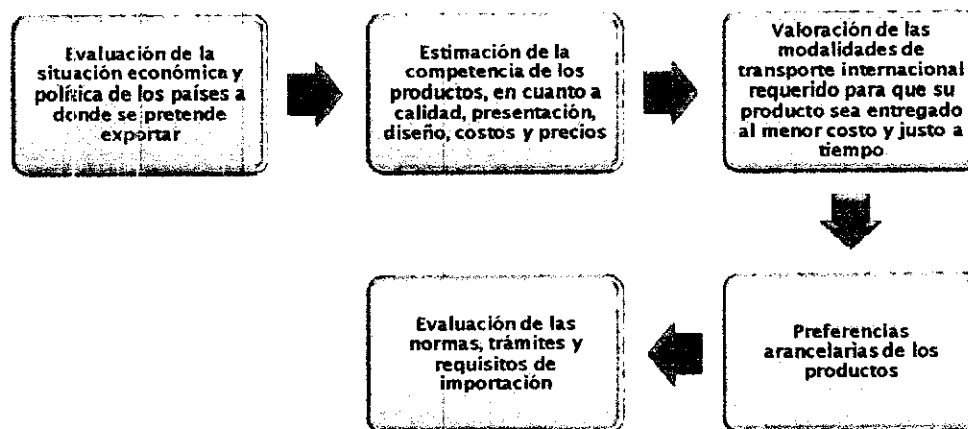 Evaluación de la
situación económica y
política de los países a
donde se pretende
exportar
Estimación de la
competencia de los
productos, en cuanto a
calidad, presentación,
diseño, costos y precios
Valoración de las
modalidades de
transporte internacional
requerido para que su
producto sea entregado
al menor costo y justo a
tiempo
Preferencias
arancelarias de los
productos
Evaluación de las
normas, trámites y
requisitos de
importación